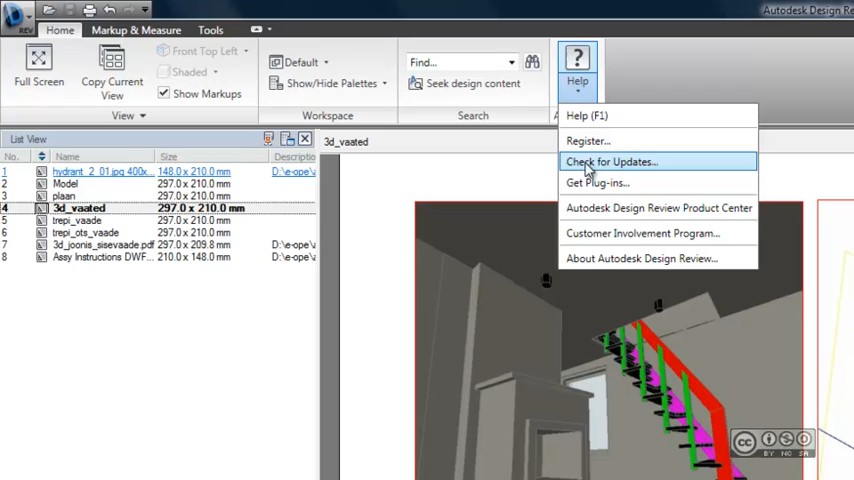 Autodesk Design Re
REV
Home Markup & Measure Tools
Full Screen
Copy Current
View
Front Top Left
Shaded
Show Markups
Default
Show/Hide Palettes
Find...
Seek design content
Help
View
Workspace
Search
A
Help (F1)
Register...
Check for Updates...
Get Plug-ins...
Autodesk Design Review Product Center
Customer Involvement Program...
About Autodesk Design Review...
List View
3d_vaated
No. Name Size Descriptio
1 hydrant_2_01.jpg 400x... 148.0 x 210.0 mm D:\e-ope\a
2 Model 297.0 x 210.0 mm
3 plaan 297.0 x 210.0 mm
4 3d_vaated 297.0 x 210.0 mm
5 trepi_vaade 297.0 x 210.0 mm
6 trepi_ots_vaade 297.0 x 210.0 mm
7 3d_joonis_sisevaade.pdf 297.0 x 209.8 mm D:\e-ope\a
8 Assy Instructions DWF... 210.0 x 148.0 mm D:\e-ope\a
cc
BY NC SA